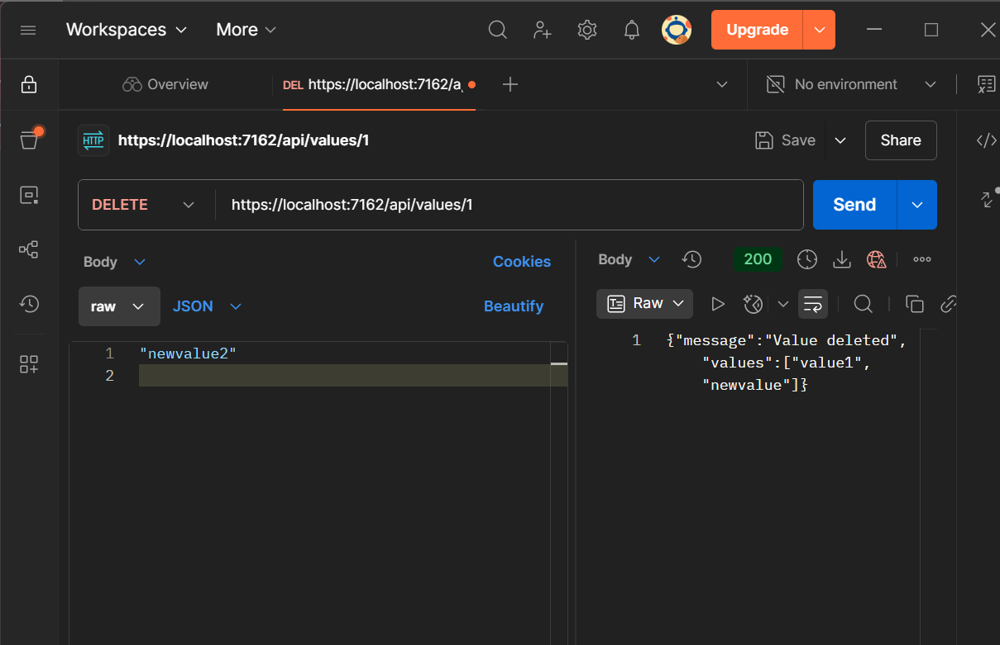 Workspaces More Upgrade
Overview DEL https://localhost:7162/a No environment
HTTP https://localhost:7162/api/values/1 Save Share
DELETE https://localhost:7162/api/values/1 Send
Body Cookies Body 200
raw JSON Beautify Raw
1 "newvalue2"
2
1 {"message":"Value deleted",
"values":["value1",
"newvalue"]}